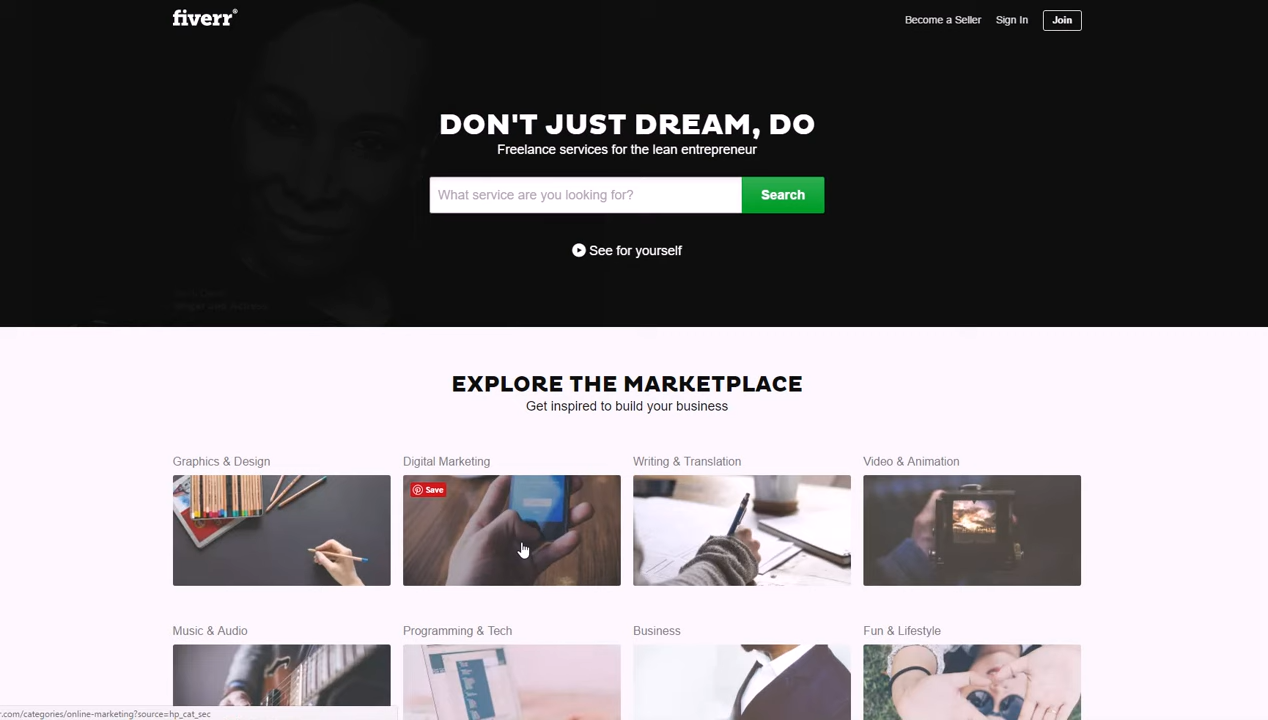 fiverr®
Become a Seller
Sign In
Join
DON'T JUST DREAM, DO
Freelance services for the lean entrepreneur
What service are you looking for?
Search
See for yourself
EXPLORE THE MARKETPLACE
Get inspired to build your business
Graphics & Design
Digital Marketing
Writing & Translation
Video & Animation
Save
Music & Audio
Programming & Tech
Business
Fun & Lifestyle
r.com/categories/online-marketing?source=hp_cat_sec